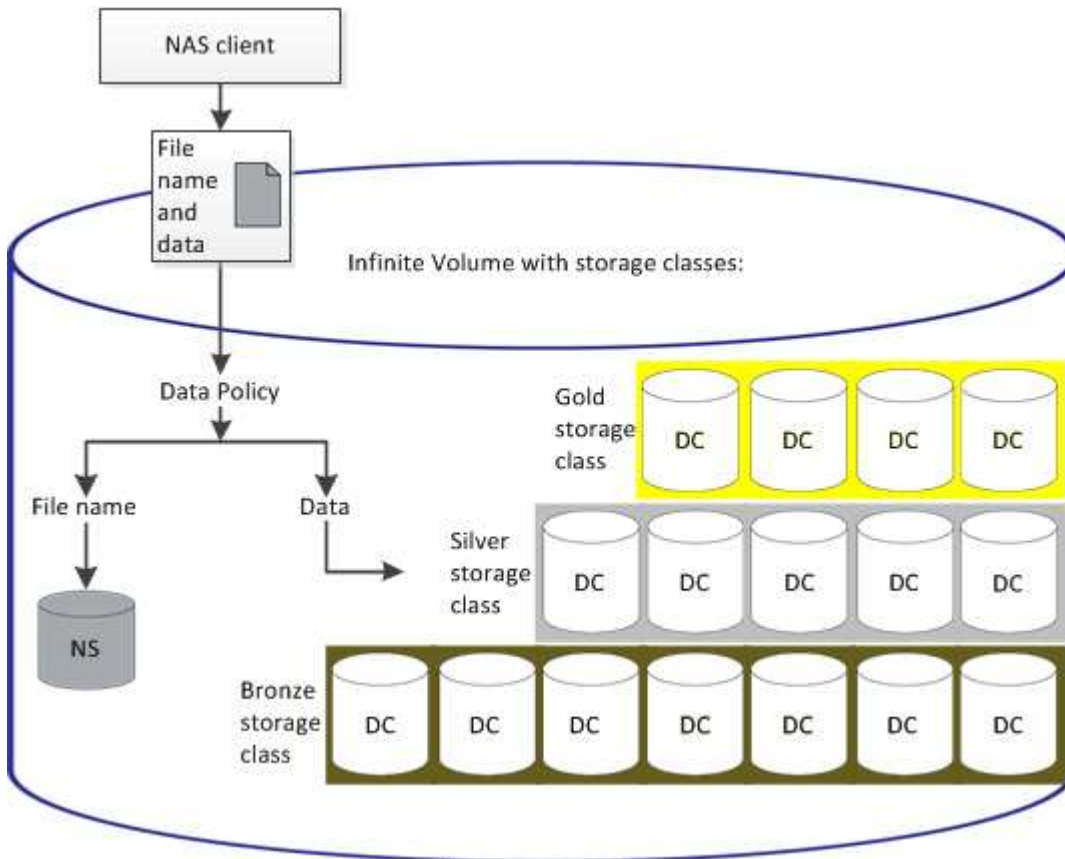 NAS client
File
name
and
data
Infinite Volume with storage classes:
Data Policy
Gold
storage
class
DC DC DC DC
File name
Data
Silver
storage
class
DC DC DC DC DC
NS
Bronze
storage
class
DC DC DC DC DC DC DC